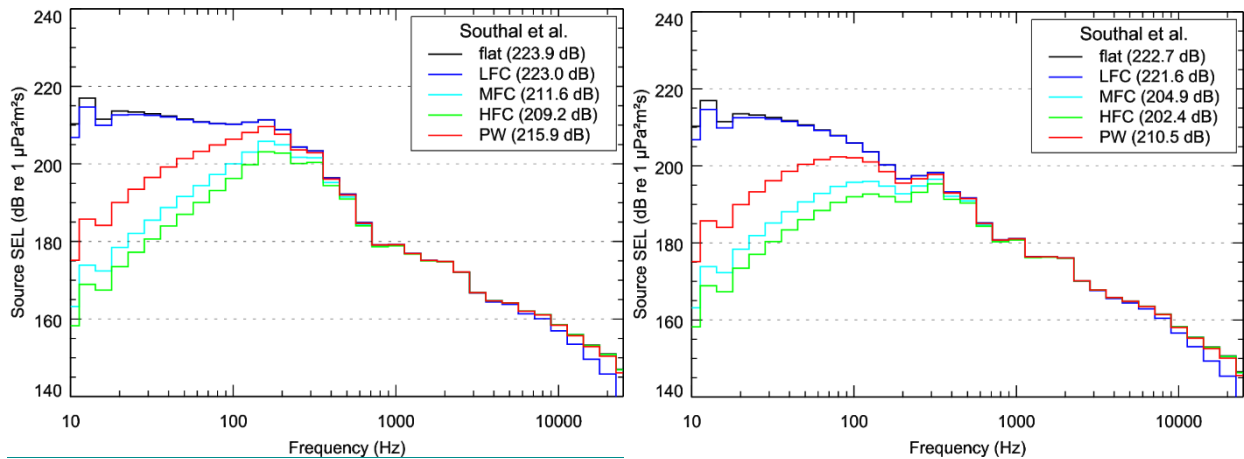 Southal et al.
flat (223.9 dB)
LFC (223.0 dB)
MFC (211.6 dB)
HFC (209.2 dB)
PW (215.9 dB)
240
220
200
180
160
140
Source SEL (dB re 1 µPa²m²s)
10
100
1000
10000
Frequency (Hz)
Southal et al.
flat (222.7 dB)
LFC (221.6 dB)
MFC (204.9 dB)
HFC (202.4 dB)
PW (210.5 dB)
240
220
200
180
160
140
Source SEL (dB re 1 µPa²m²s)
10
100
1000
10000
Frequency (Hz)